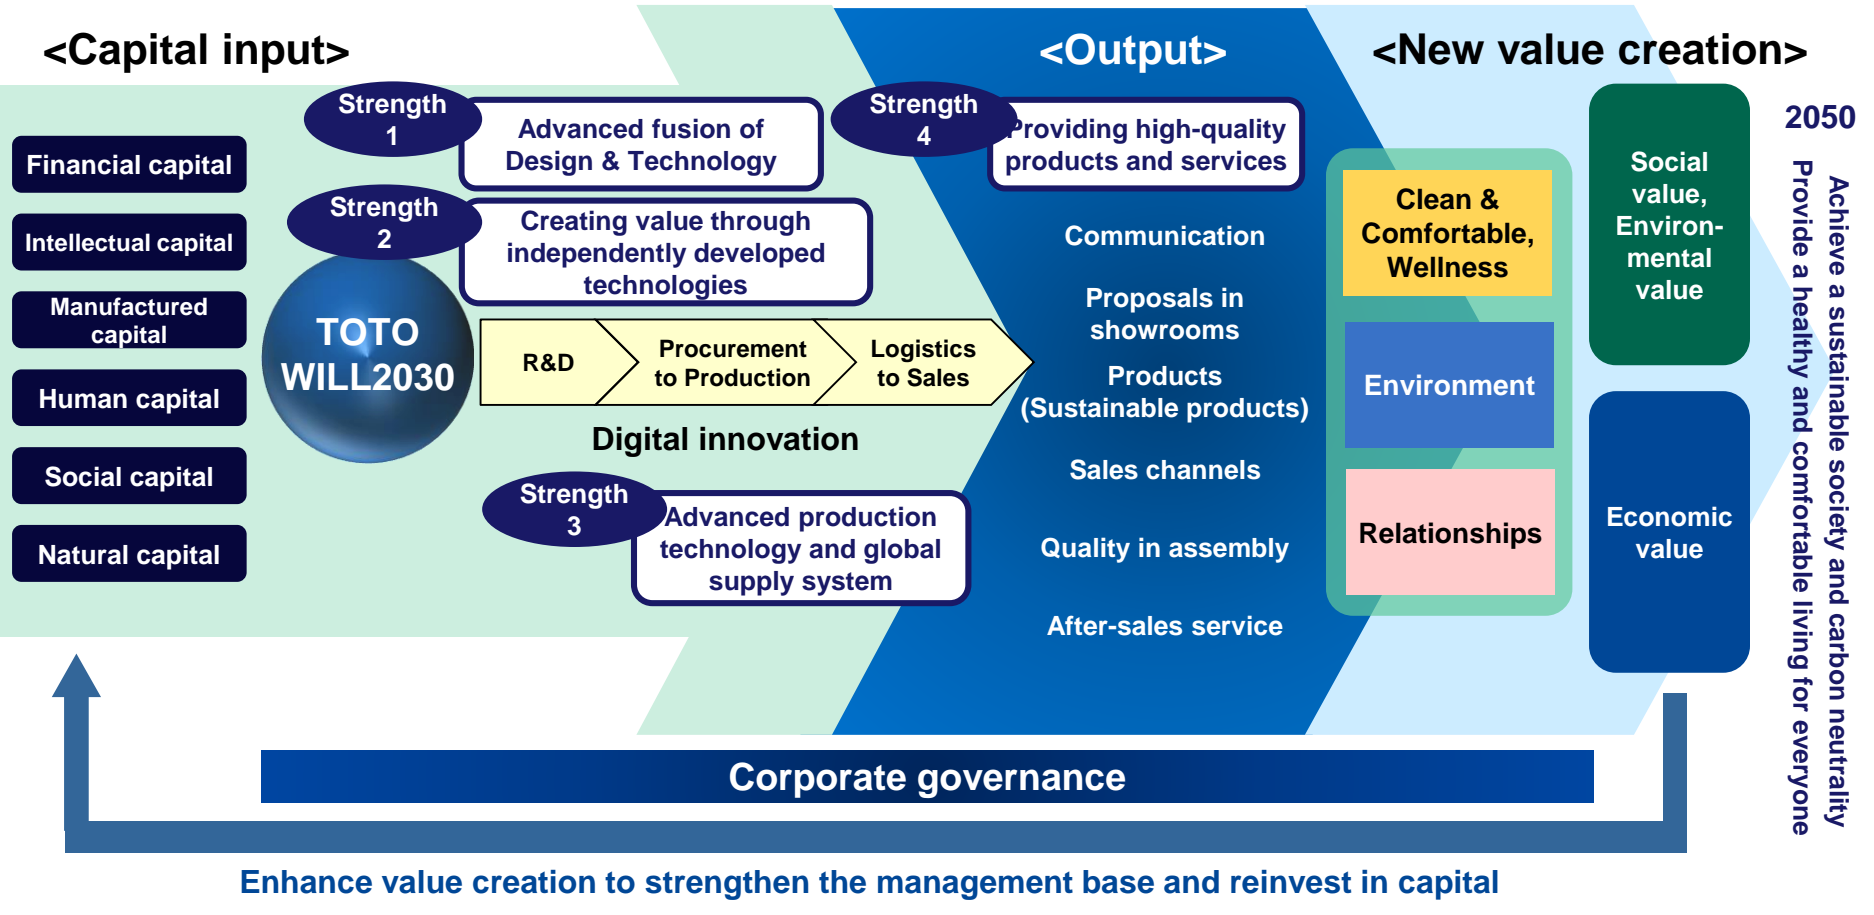 <Capital input>
Financial capital
Intellectual capital
Manufactured
capital
Human capital
Social capital
Natural capital
TOTO
WILL2030
Strength
1
Advanced fusion of
Design & Technology
Strength
2
Creating value through
independently developed
technologies
R&D
Procurement
to Production
Logistics
to Sales
Digital innovation
Strength
3
Advanced production
technology and global
supply system
<Output>
Strength
4
Providing high-quality
products and services
Communication
Proposals in
showrooms
Products
(Sustainable products)
Sales channels
Quality in assembly
After-sales service
<New value creation>
Clean &
Comfortable,
Wellness
Environment
Relationships
Social
value,
Environ-
mental
value
Economic
value
2050
Achieve a sustainable society and carbon neutrality
Provide a healthy and comfortable living for everyone
Corporate governance
Enhance value creation to strengthen the management base and reinvest in capital